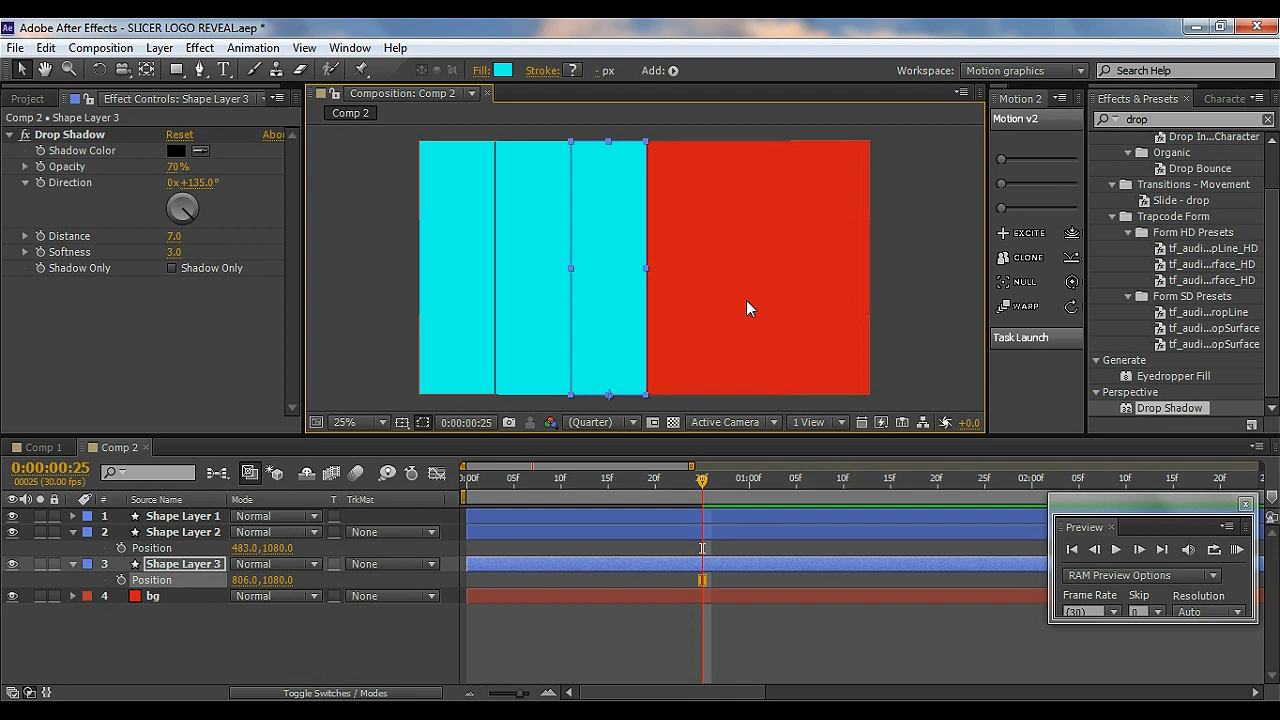 Adobe After Effects - SLICER LOGO REVEAL.aep *
File Edit Composition Layer Effect Animation View Window Help
Fill: Stroke: ? - px Add: Workspace: Motion graphics Search Help
Project Effect Controls: Shape Layer 3 Composition: Comp 2 Motion 2 Effects & Presets Characte
Comp 2 • Shape Layer 3 Comp 2 Motion v2 drop
fx Drop Shadow Reset Abou
Shadow Color
Opacity 70%
Direction 0x+135.0°
Distance 7.0
Softness 3.0
Shadow Only Shadow Only
EXCITE
CLONE
NULL
WARP
Task Launch
Drop In...Character
Organic
Drop Bounce
Transitions - Movement
Slide - drop
Trapcode Form
Form HD Presets
tf_audi...pLine_HD
tf_audi...rface_HD
tf_audi...rface_HD
Form SD Presets
tf_audi...ropLine
tf_audi...opSurface
tf_audi...opSurface
Generate
Eyedropper Fill
Perspective
Drop Shadow
25% 0:00:00:25 (Quarter) Active Camera 1 View +0.0
Comp 1 Comp 2
0:00:00:25
00025 (30.00 fps)
0:00f 05f 10f 15f 20f 01:00f 05f 10f 15f 20f 25f 02:00f 05f 10f 15f 20f
# Source Name Mode T TrkMat
1 Shape Layer 1 Normal
2 Shape Layer 2 Normal None
Position 483.0,1080.0
3 Shape Layer 3 Normal None
Position 806.0,1080.0
4 bg Normal None
Preview
RAM Preview Options
Frame Rate Skip Resolution
(30) 0 Auto
Toggle Switches / Modes